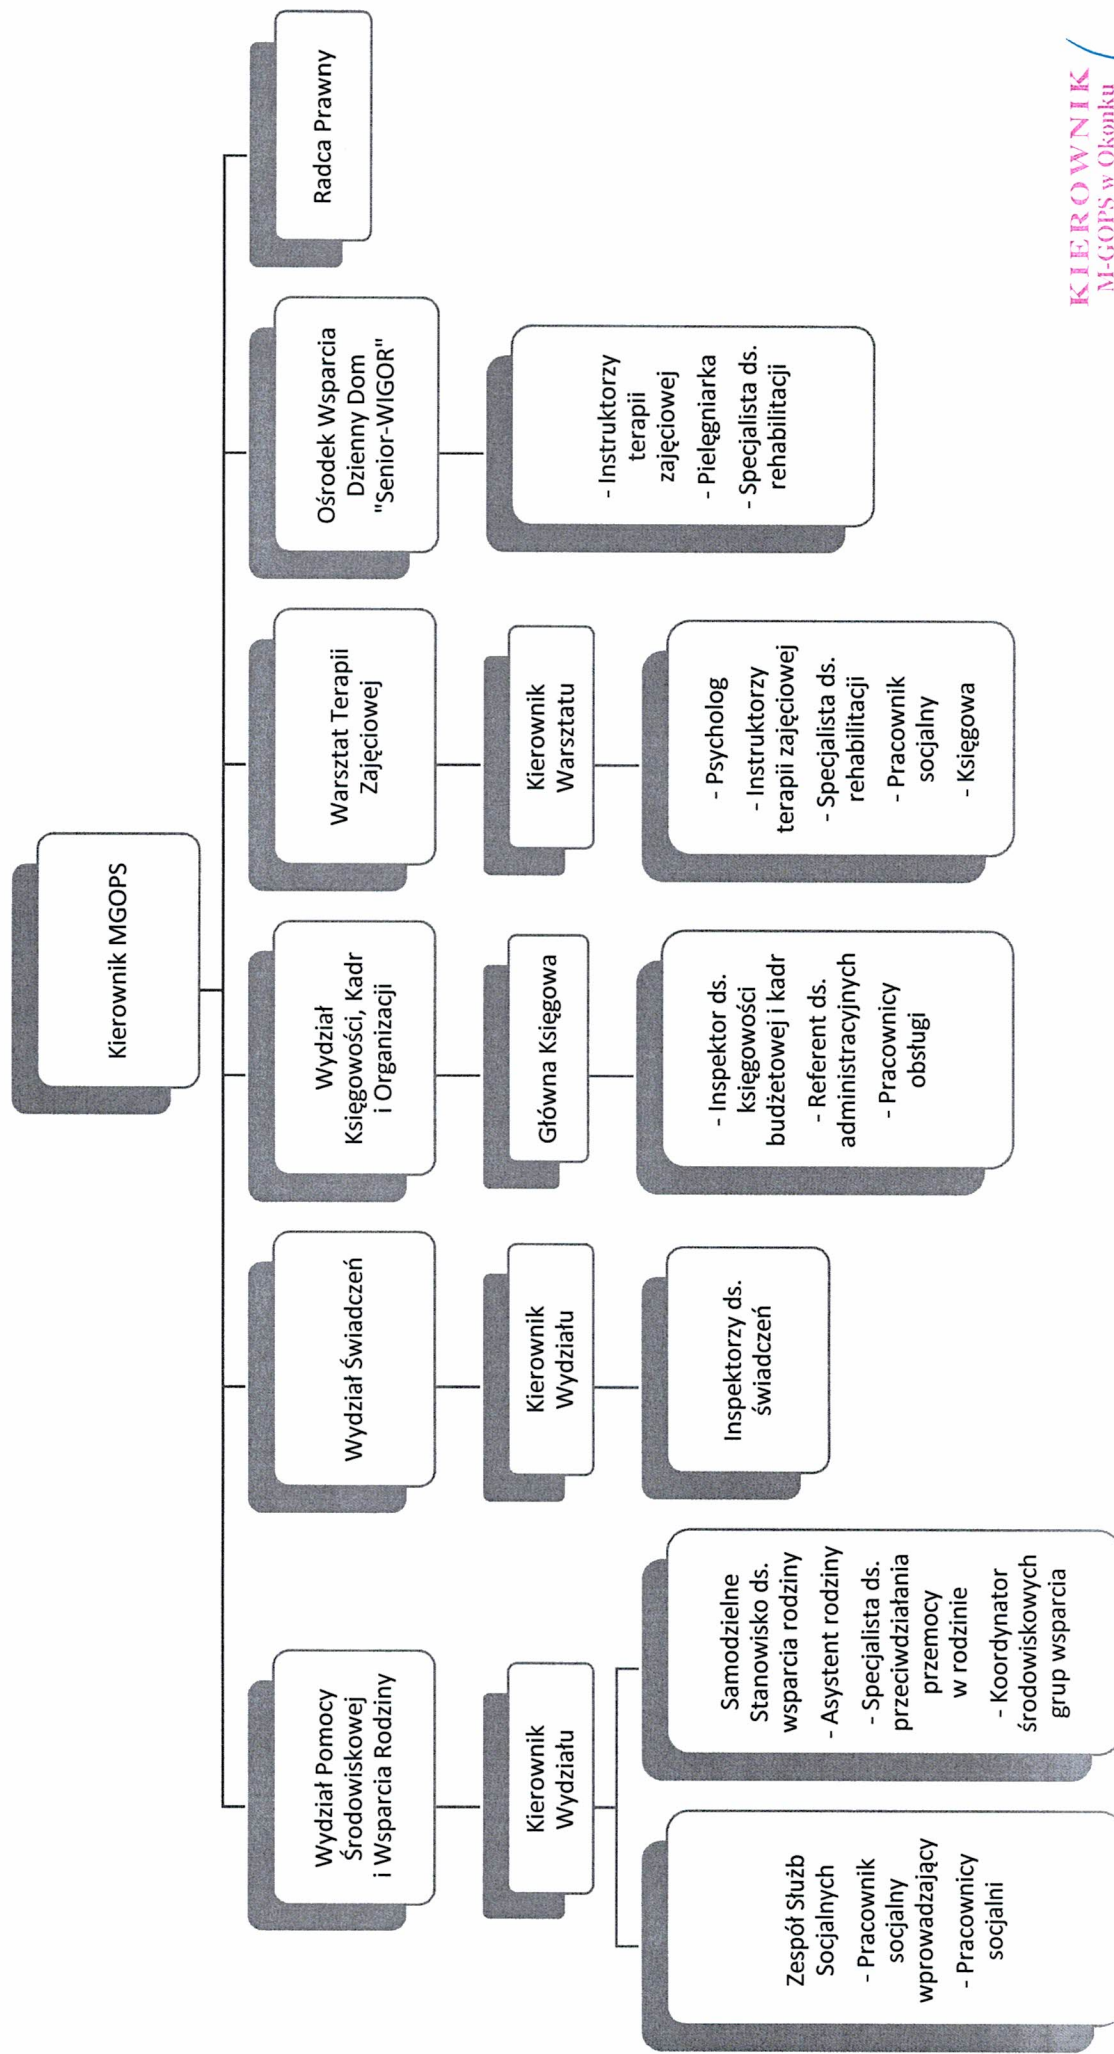 Kierownik MGOPS
Wydział Pomocy
Środowiskowej
i Wsparcia Rodziny
Kierownik
Wydziału
Zespół Służb
Socjalnych
- Pracownik
socjalny
wprowadzający
- Pracownicy
socjalni
Samodzielne
Stanowisko ds.
wsparcia rodziny
- Asystent rodziny
- Specjalista ds.
przeciwdziałania
przemocy
w rodzinie
- Koordynator
środowiskowych
grup wsparcia
Wydział Świadczeń
Kierownik
Wydziału
Inspektorzy ds.
świadczeń
Wydział
Księgowości, Kadr
i Organizacji
Główna Księgowa
- Inspektor ds.
księgowości
budżetowej i kadr
- Referent ds.
administracyjnych
- Pracownicy
obsługi
Warsztat Terapii
Zajęciowej
Kierownik
Warsztatu
- Psycholog
- Instruktorzy
terapii zajęciowej
- Specjalista ds.
rehabilitacji
- Pracownik
socjalny
- Księgowa
Ośrodek Wsparcia
Dzienny Dom
"Senior-WIGOR"
- Instruktorzy
terapii
zajęciowej
- Pielęgniarka
- Specjalista ds.
rehabilitacji
Radca Prawny
KIEROWNIK
M-GOPS w Okonku